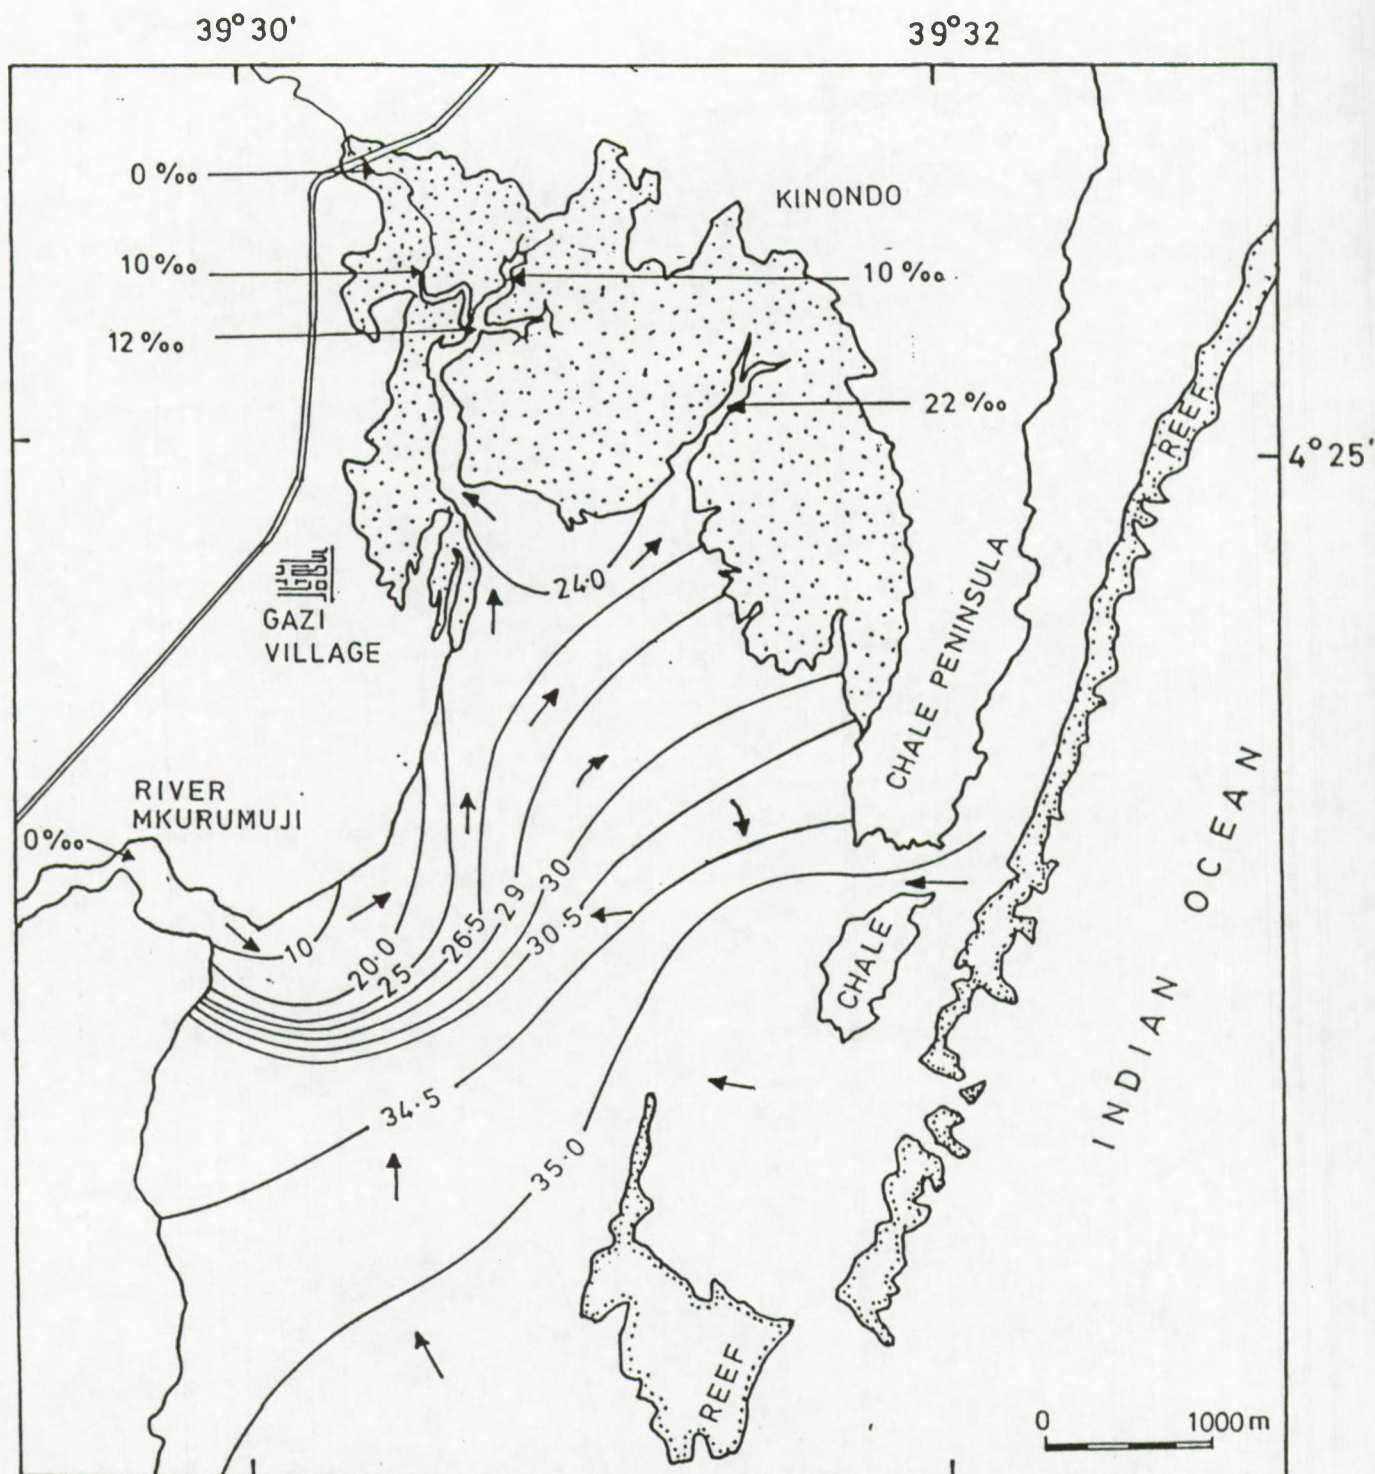 39°30'
39°32
0 ‰
KINONDO
10 ‰
10 ‰
12 ‰
22 ‰
REEF
4°25'
24·0
GAZI
VILLAGE
CHALE PENINSULA
RIVER
MKURUMUJI
0‰
10
20·0
25
26·5
29
30
30·5
CHALE
INDIAN OCEAN
34·5
35·0
REEF
0 1000m